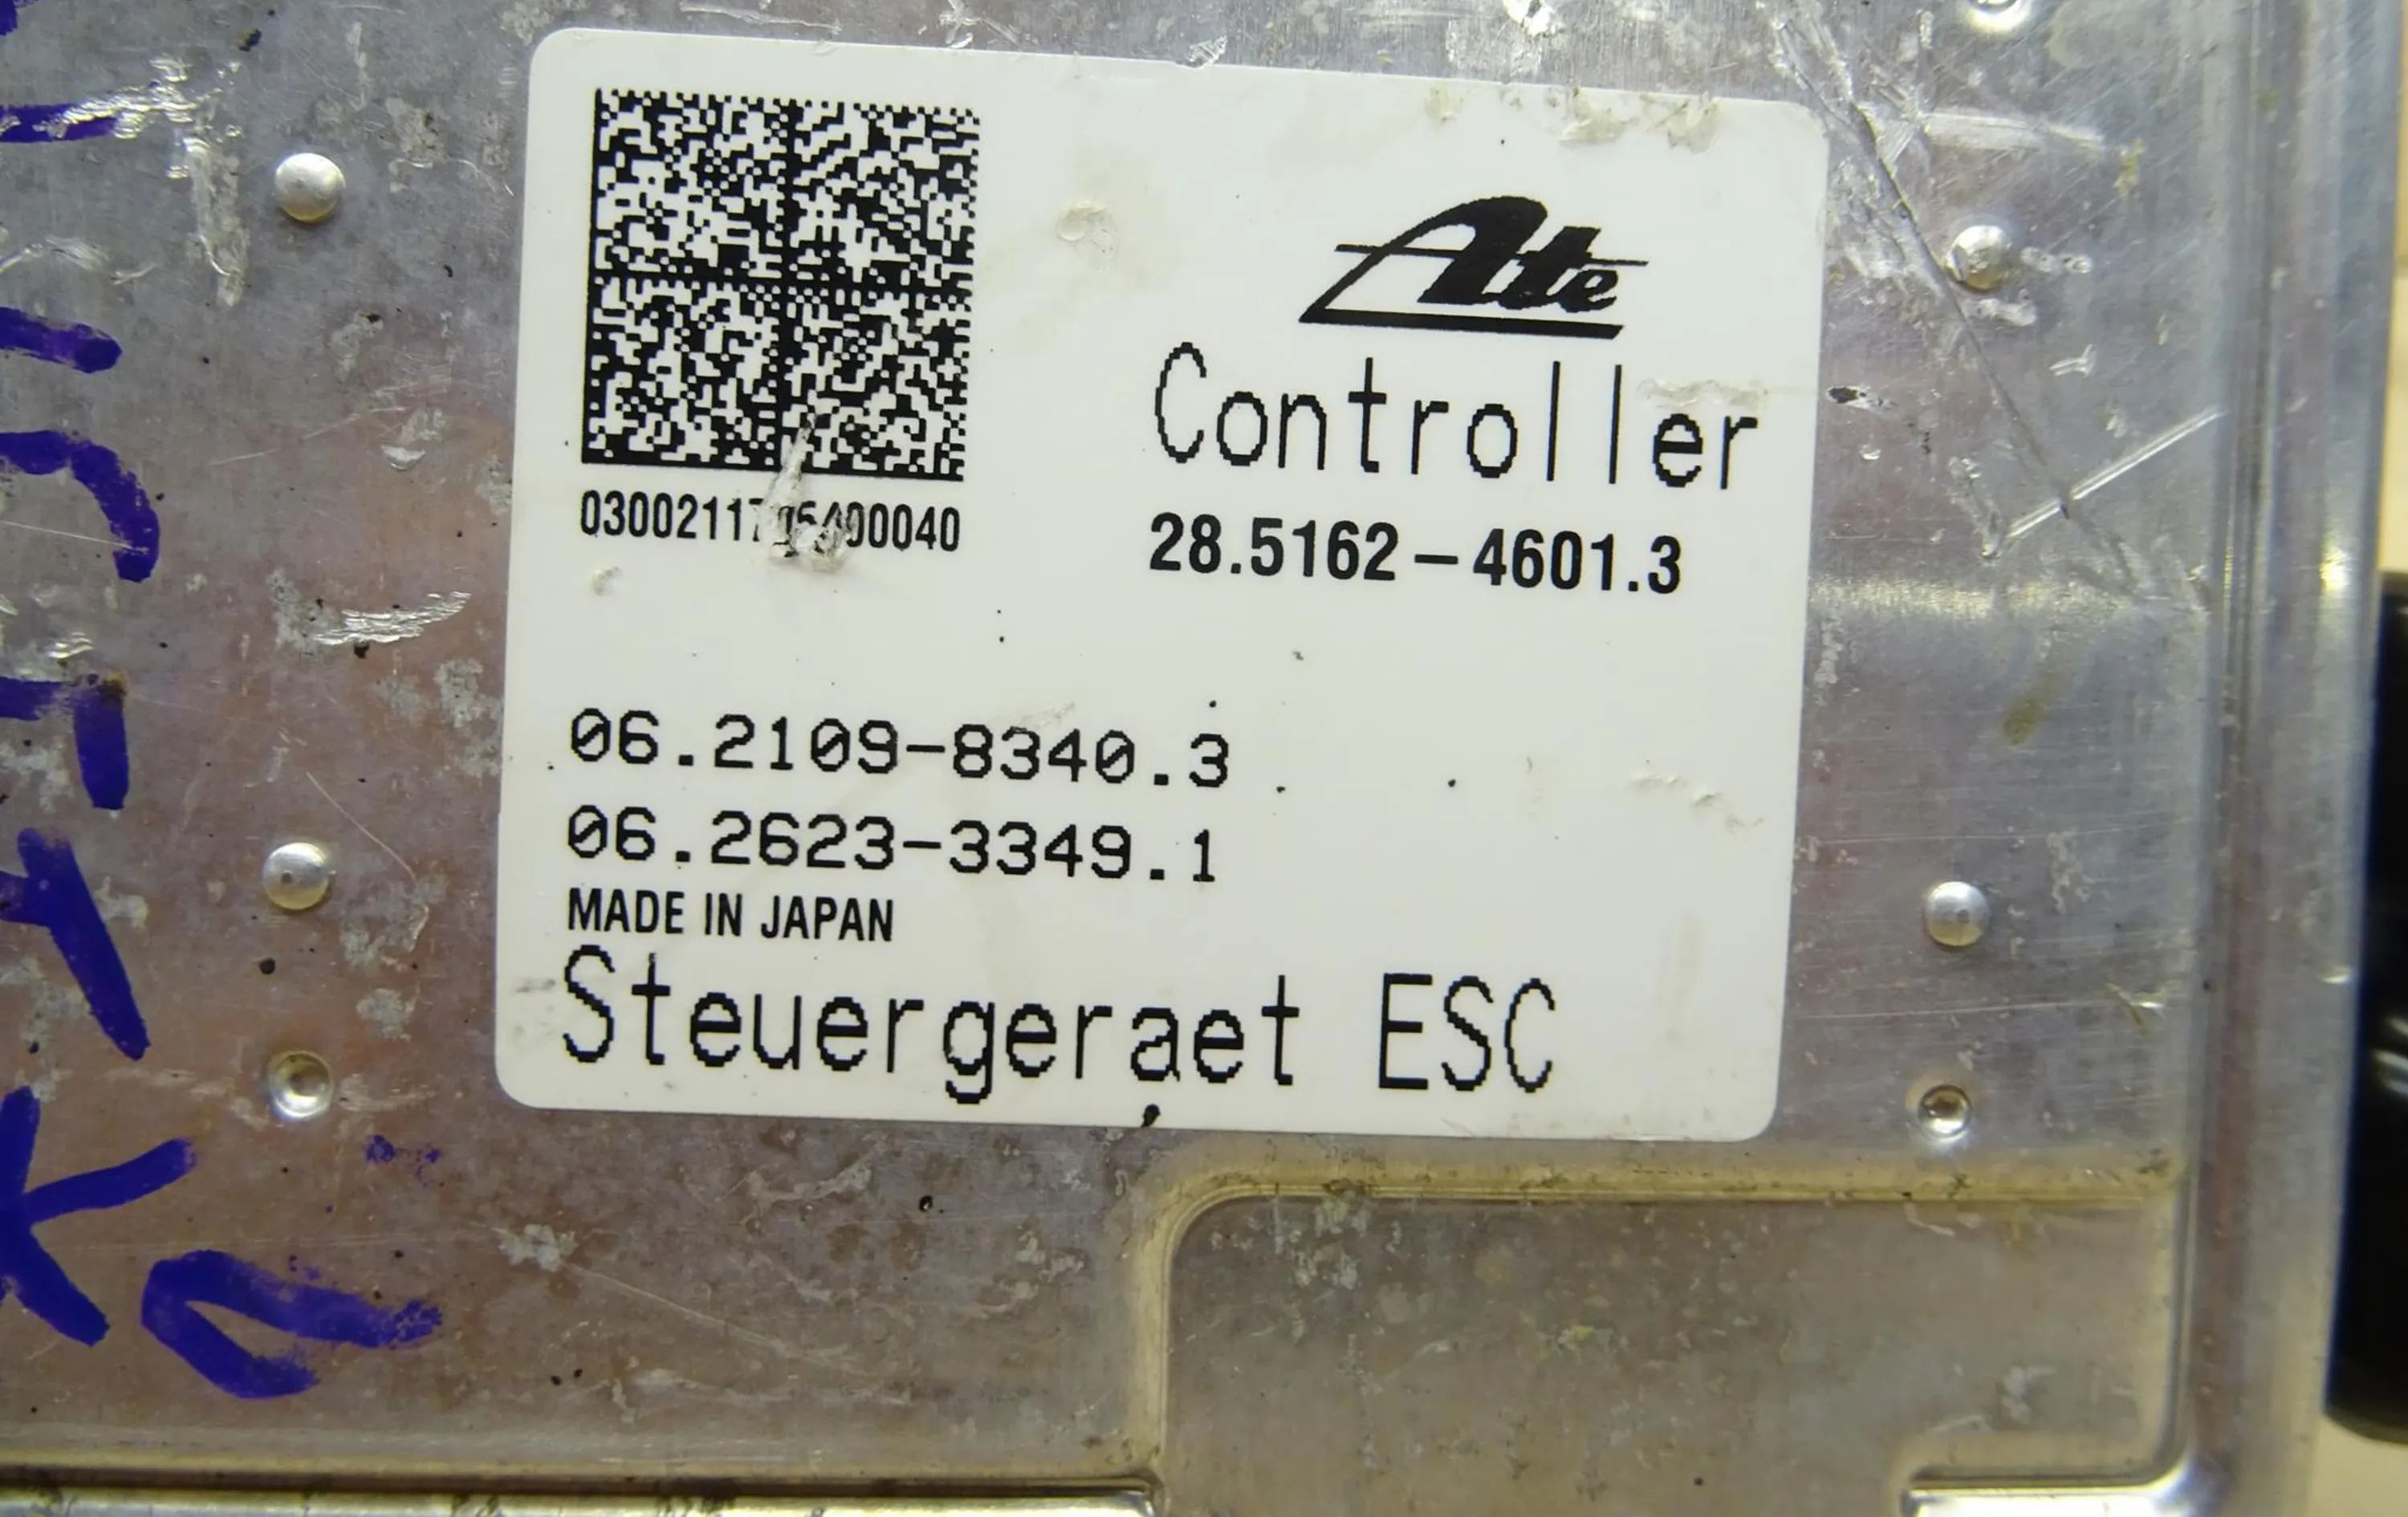 Ate
Controller
28.5162-4601.3
06.2109-8340.3
06.2623-3349.1
MADE IN JAPAN
Steuergeraet ESC